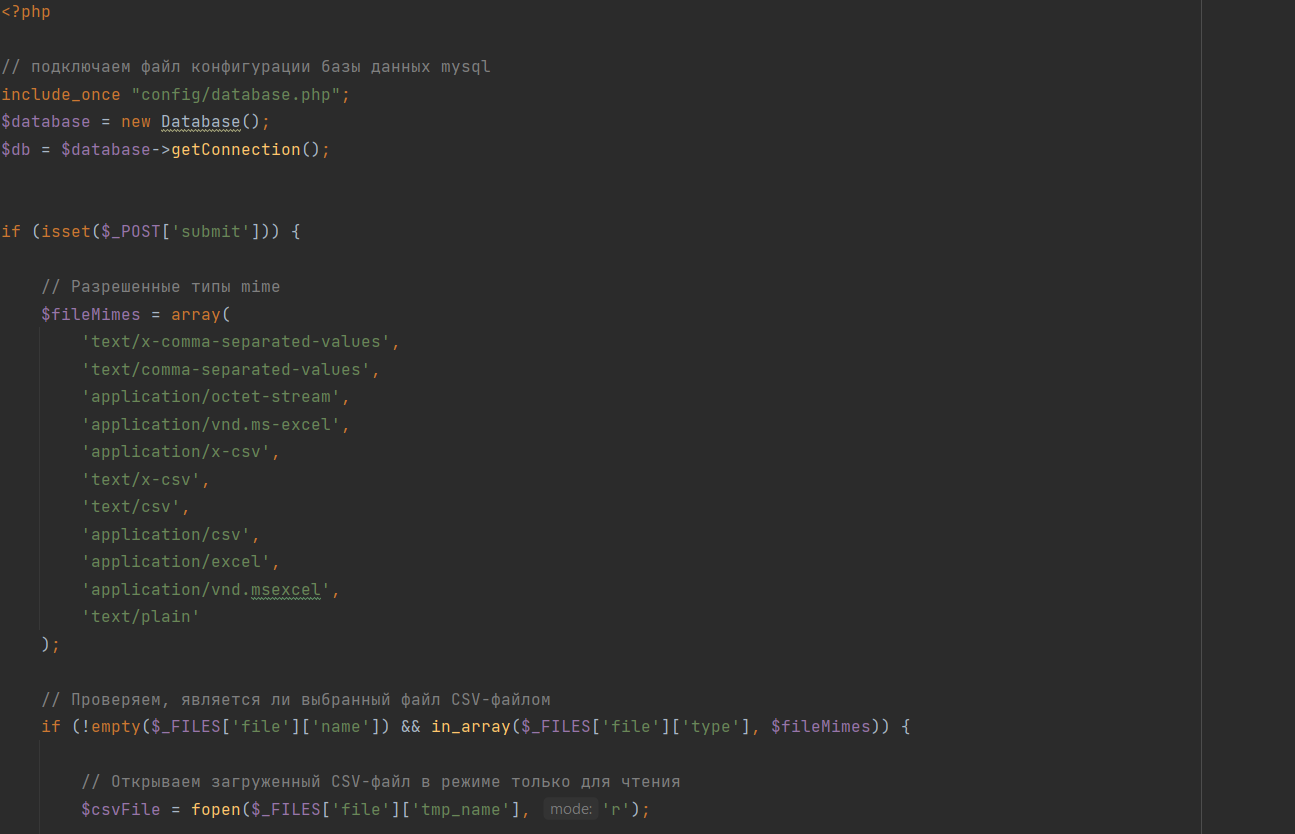 <?php
// подключаем файл конфигурации базы данных mysql
include_once "config/database.php";
$database = new Database();
$db = $database->getConnection();
if (isset($_POST['submit'])) {
// Разрешенные типы mime
$fileMimes = array(
'text/x-comma-separated-values',
'text/comma-separated-values',
'application/octet-stream',
'application/vnd.ms-excel',
'application/x-csv',
'text/x-csv',
'text/csv',
'application/csv',
'application/excel',
'application/vnd.msexcel',
'text/plain'
);
// Проверяем, является ли выбранный файл CSV-файлом
if (!empty($_FILES['file']['name']) && in_array($_FILES['file']['type'], $fileMimes)) {
// Открываем загруженный CSV-файл в режиме только для чтения
$csvFile = fopen($_FILES['file']['tmp_name'], mode: 'r');